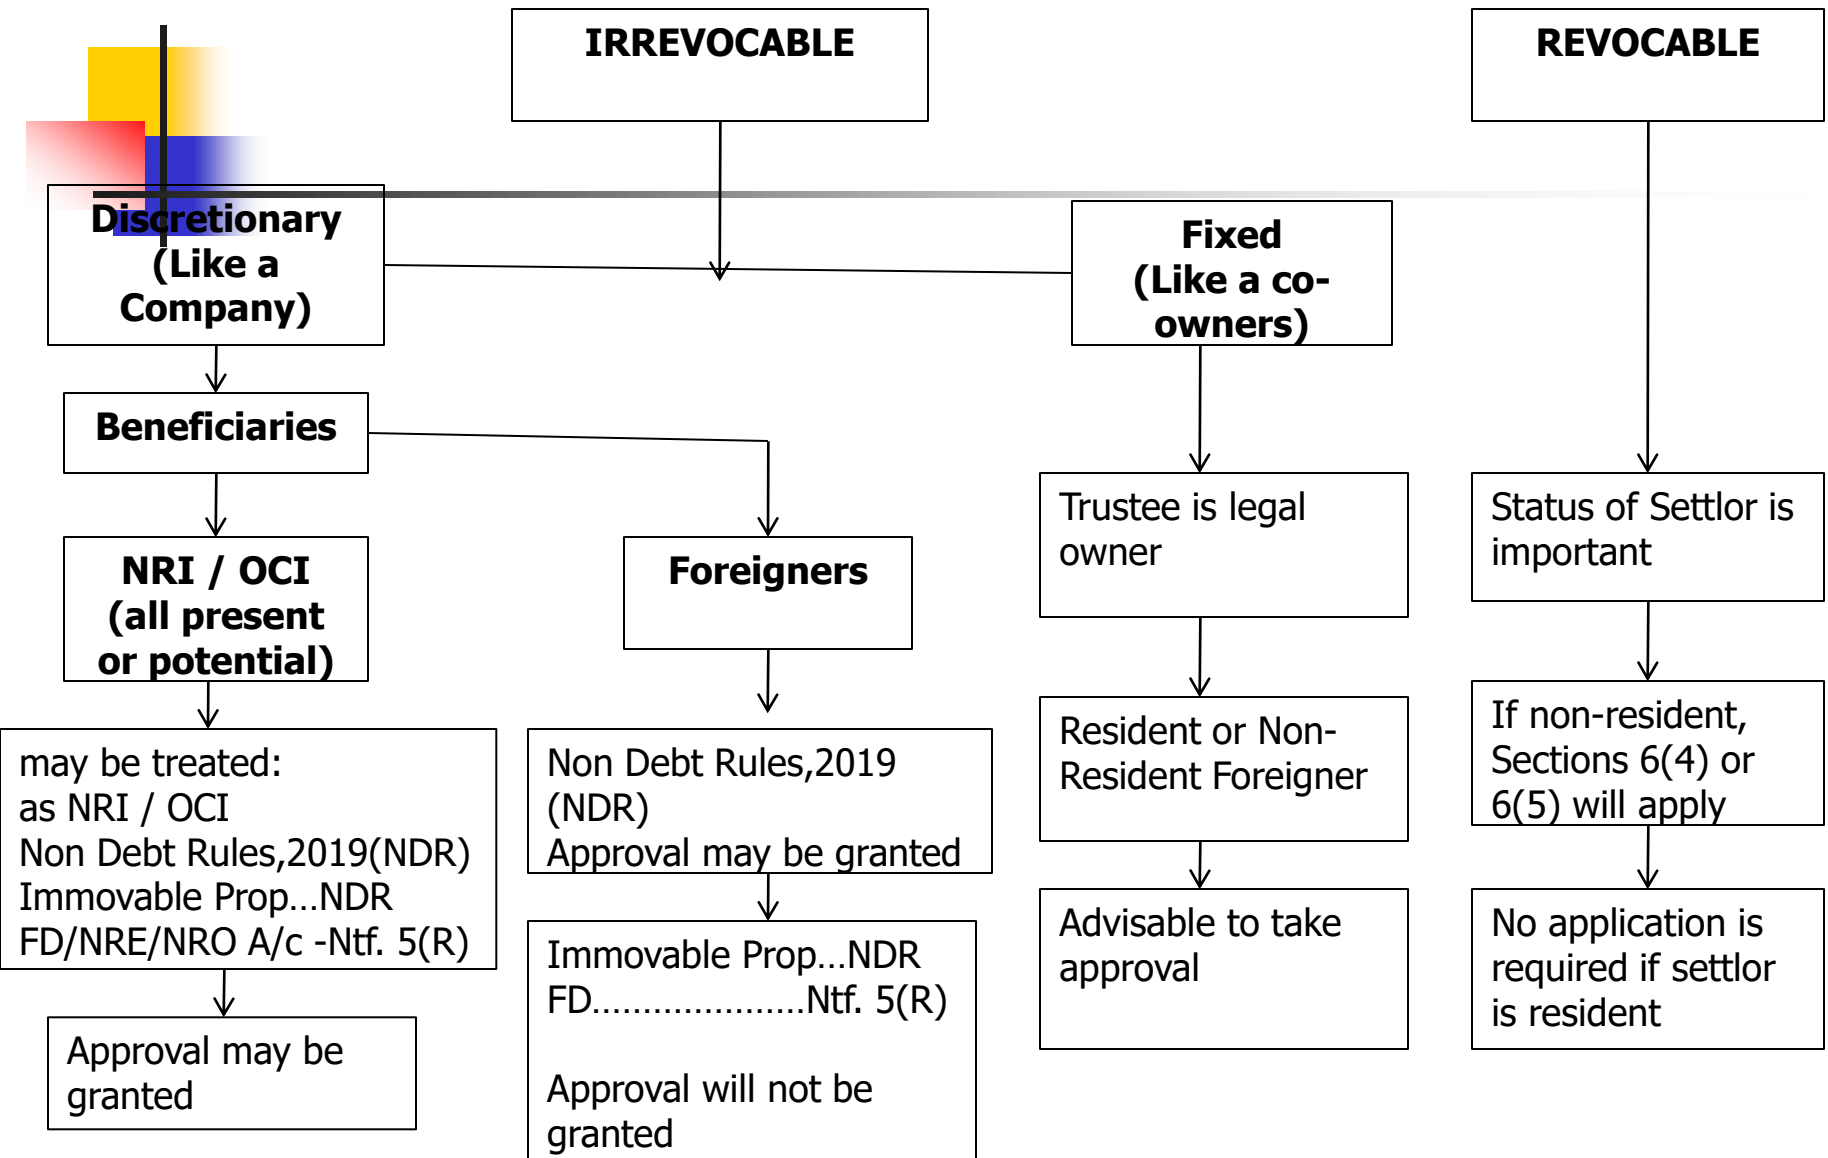 IRREVOCABLE
REVOCABLE
Discretionary
(Like a
Company)
Fixed
(Like a co-
owners)
Beneficiaries
NRI / OCI
(all present
or potential)
Foreigners
Trustee is legal
owner
Status of Settlor is
important
may be treated:
as NRI / OCI
Non Debt Rules,2019(NDR)
Immovable Prop...NDR
FD/NRE/NRO A/c -Ntf. 5(R)
Non Debt Rules,2019
(NDR)
Approval may be granted
Resident or Non-
Resident Foreigner
If non-resident,
Sections 6(4) or
6(5) will apply
Approval may be
granted
Immovable Prop...NDR
FD.....................Ntf. 5(R)
Approval will not be
granted
Advisable to take
approval
No application is
required if settlor
is resident